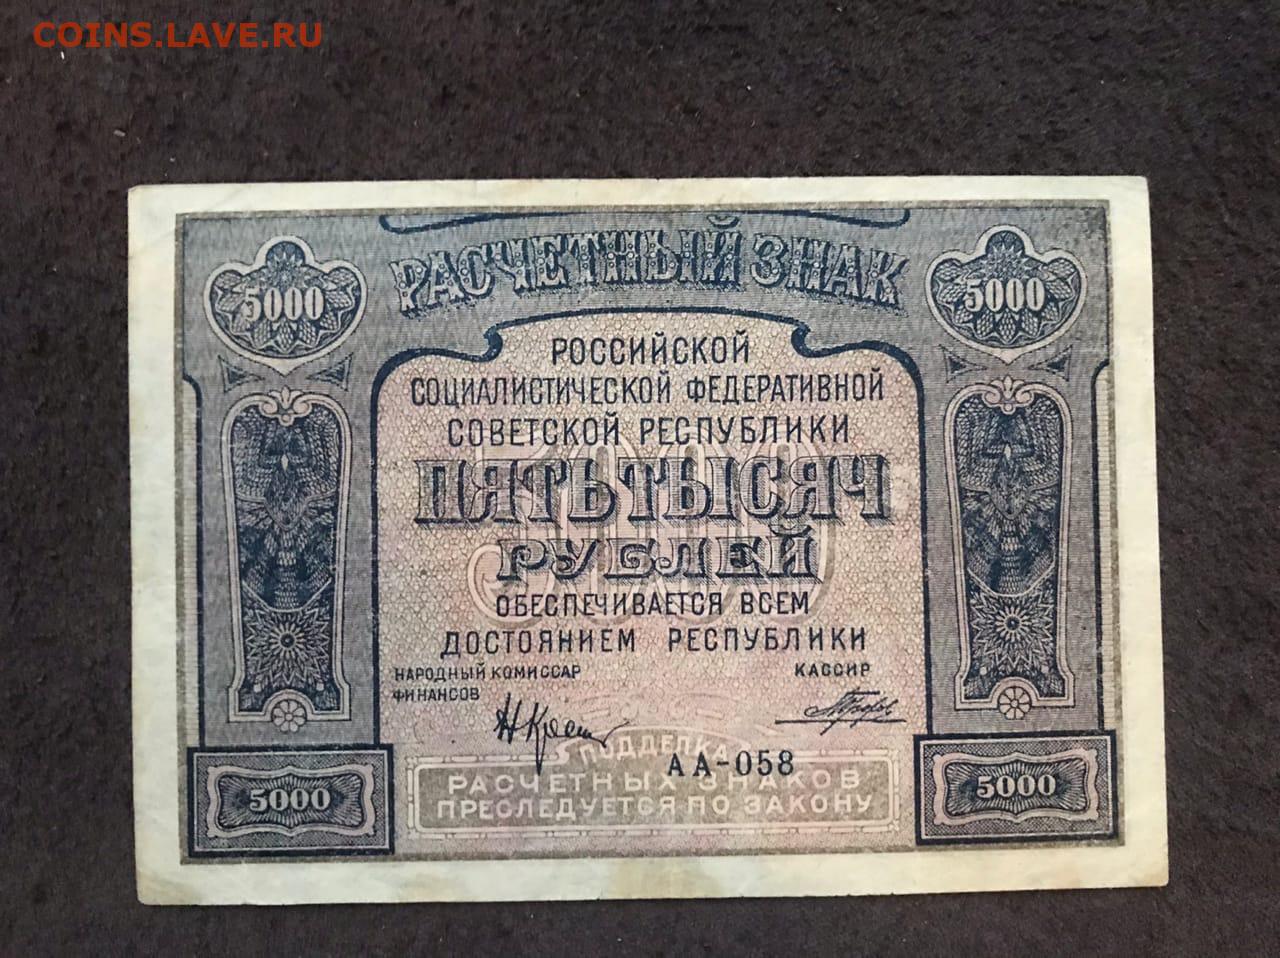 COINS.LAVE.RU
РАСЧЕТНЫЙ ЗНАК
5000 5000
РОССИЙСКОЙ
СОЦИАЛИСТИЧЕСКОЙ ФЕДЕРАТИВНОЙ
СОВЕТСКОЙ РЕСПУБЛИКИ
5000
ПЯТЬ ТЫСЯЧ
РУБЛЕЙ
ОБЕСПЕЧИВАЕТСЯ ВСЕМ
ДОСТОЯНИЕМ РЕСПУБЛИКИ
НАРОДНЫЙ КОМИССАР
ФИНАНСОВ
КАССИР
ПОДДЕЛКА
АА-058
РАСЧЕТНЫХ ЗНАКОВ
ПРЕСЛЕДУЕТСЯ ПО ЗАКОНУ
5000 5000